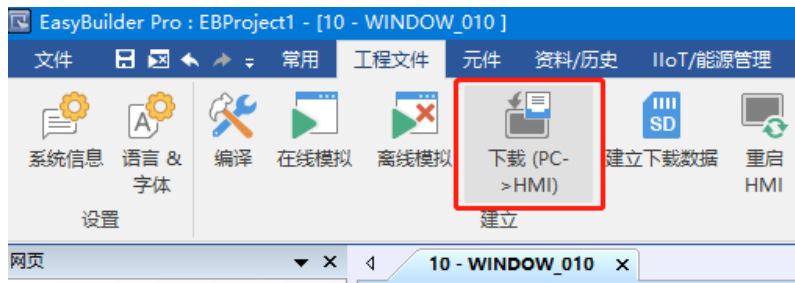 EasyBuilder Pro : EBProject1 - [10 - WINDOW_010 ]
文件 常用 工程文件 元件 资料/历史 IIoT/能源管理
系统信息 语言 & 字体 编译 在线模拟 离线模拟 下载 (PC->HMI) SD 建立下载数据 重启 HMI
设置 建立
网页 10 - WINDOW_010